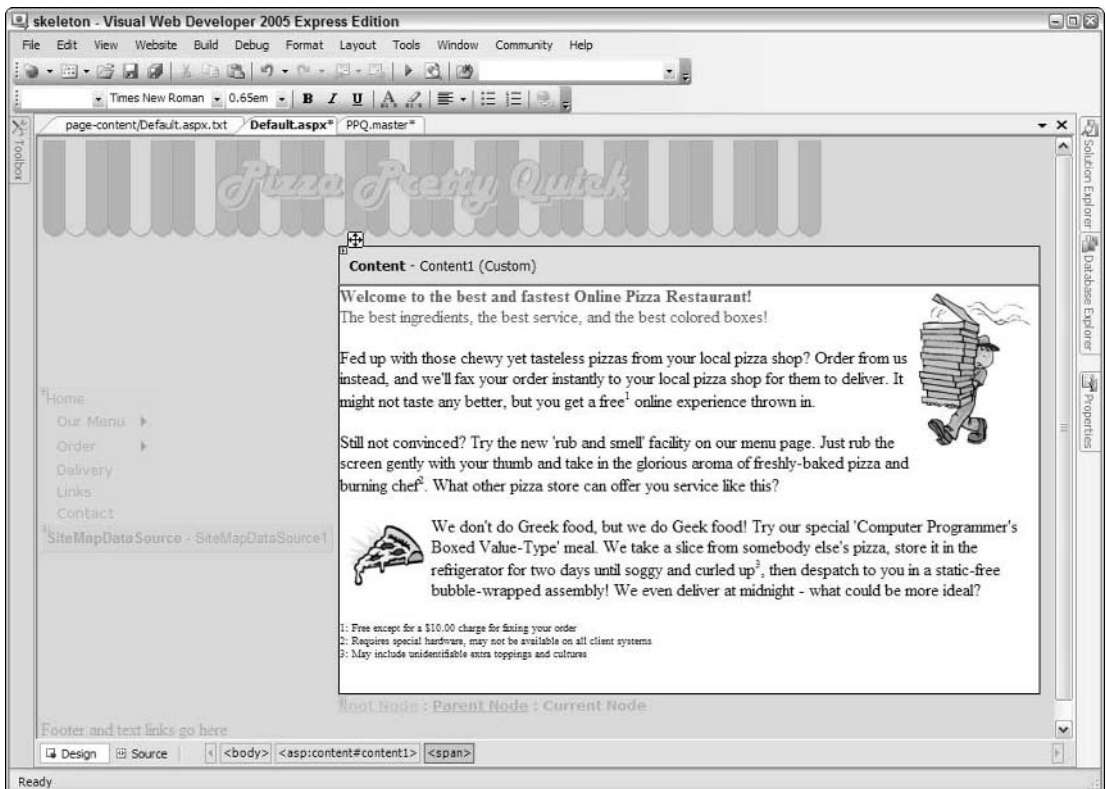 skeleton - Visual Web Developer 2005 Express Edition
File Edit View Website Build Debug Format Layout Tools Window Community Help
Times New Roman 0.65em B I U A
Toolbox
page-content/Default.aspx.txt Default.aspx* PPQ.master*
Solution Explorer
Database Explorer
Properties
Pizza Pretty Quick
Content - Content1 (Custom)
Welcome to the best and fastest Online Pizza Restaurant!
The best ingredients, the best service, and the best colored boxes!
Fed up with those chewy yet tasteless pizzas from your local pizza shop? Order from us
instead, and we'll fax your order instantly to your local pizza shop for them to deliver. It
might not taste any better, but you get a free1 online experience thrown in.
Still not convinced? Try the new 'rub and smell' facility on our menu page. Just rub the
screen gently with your thumb and take in the glorious aroma of freshly-baked pizza and
burning chef2. What other pizza store can offer you service like this?
We don't do Greek food, but we do Geek food! Try our special 'Computer Programmer's
Boxed Value-Type' meal. We take a slice from somebody else's pizza, store it in the
refrigerator for two days until soggy and curled up3, then despatch to you in a static-free
bubble-wrapped assembly! We even deliver at midnight - what could be more ideal?
1: Free except for a $10.00 charge for faxing your order
2: Requires special hardware, may not be available on all client systems
3: May include unidentifiable extra toppings and cultures
Home
Our Menu
Order
Delivery
Links
Contact
SiteMapDataSource - SiteMapDataSource1
Root Node : Parent Node : Current Node
Footer and text links go here
Design Source <body> <asp:content#content1> <span>
Ready